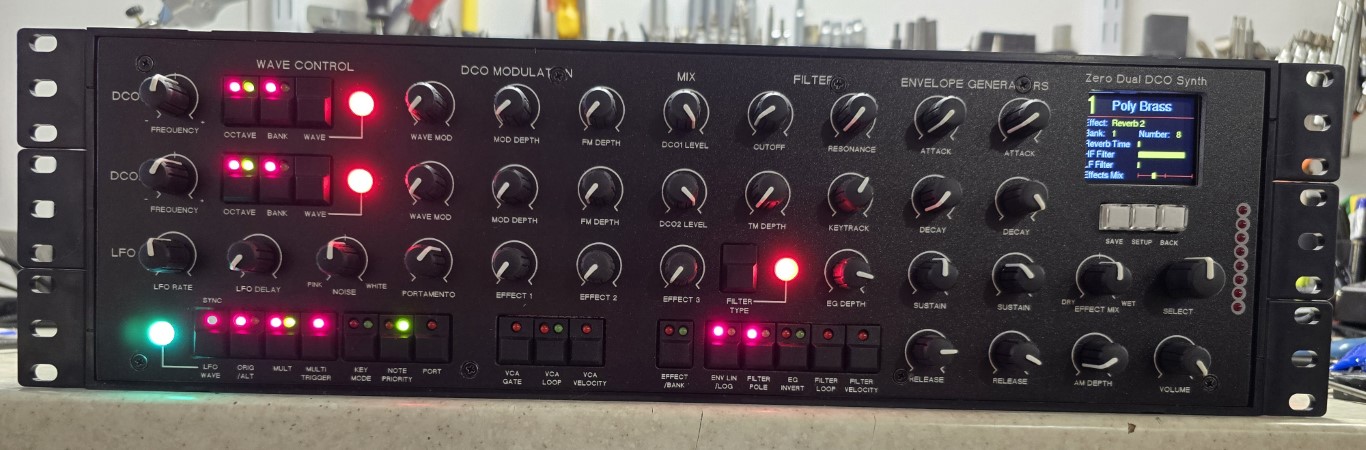 WAVE CONTROL
DCO MODULATION
MIX
FILTER
ENVELOPE GENERATORS
Zero Dual DCO Synth
DCO
FREQUENCY
OCTAVE BANK WAVE
WAVE MOD
MOD DEPTH
FM DEPTH
DCO1 LEVEL
CUTOFF
RESONANCE
ATTACK
ATTACK
1 Poly Brass
Effect: Reverb 2
Bank: 1 Number: 8
Reverb Time
HF Filter
LF Filter
Effects Mix
DCO
FREQUENCY
OCTAVE BANK WAVE
WAVE MOD
MOD DEPTH
FM DEPTH
DCO2 LEVEL
TM DEPTH
KEYTRACK
DECAY
DECAY
SAVE SETUP BACK
LFO
LFO RATE
LFO DELAY
PINK WHITE
NOISE
PORTAMENTO
EFFECT 1
EFFECT 2
EFFECT 3
FILTER
TYPE
EG DEPTH
SUSTAIN
SUSTAIN
DRY WET
EFFECT MIX
SELECT
SYNC
LFO
WAVE
ORIG
/ALT
MULT
MULTI
TRIGGER
KEY
MODE
NOTE
PRIORITY
PORT
VCA
GATE
VCA
LOOP
VCA
VELOCITY
EFFECT
/BANK
ENV LIN
/LOG
FILTER
POLE
EG
INVERT
FILTER
LOOP
FILTER
VELOCITY
RELEASE
RELEASE
AM DEPTH
VOLUME